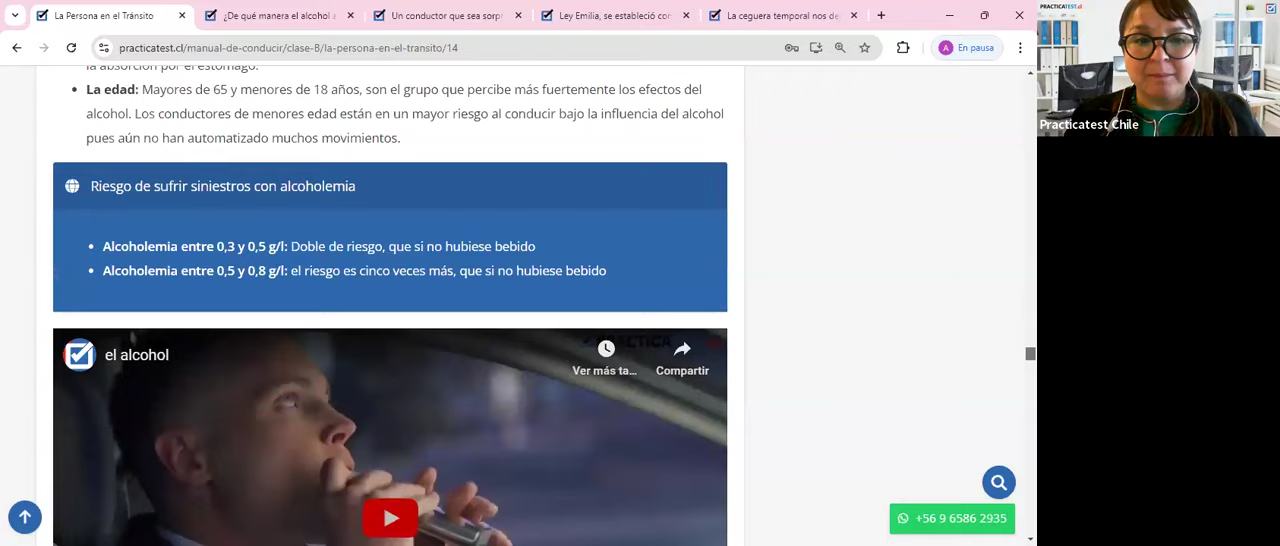 La Persona en el Tránsito
¿De qué manera el alcohol a
Un conductor que sea sorpr
Ley Emilia, se estableció con
La ceguera temporal nos de
practicatest.cl/manual-de-conducir/clase-B/la-persona-en-el-transito/14
A En pausa
la absorción por el estómago.
La edad: Mayores de 65 y menores de 18 años, son el grupo que percibe más fuertemente los efectos del
alcohol. Los conductores de menores edad están en un mayor riesgo al conducir bajo la influencia del alcohol
pues aún no han automatizado muchos movimientos.
Riesgo de sufrir siniestros con alcoholemia
Alcoholemia entre 0,3 y 0,5 g/l: Doble de riesgo, que si no hubiese bebido
Alcoholemia entre 0,5 y 0,8 g/l: el riesgo es cinco veces más, que si no hubiese bebido
el alcohol
Ver más ta...
Compartir
+56 9 6586 2935
PRACTICATEST.cl
Practicatest Chile